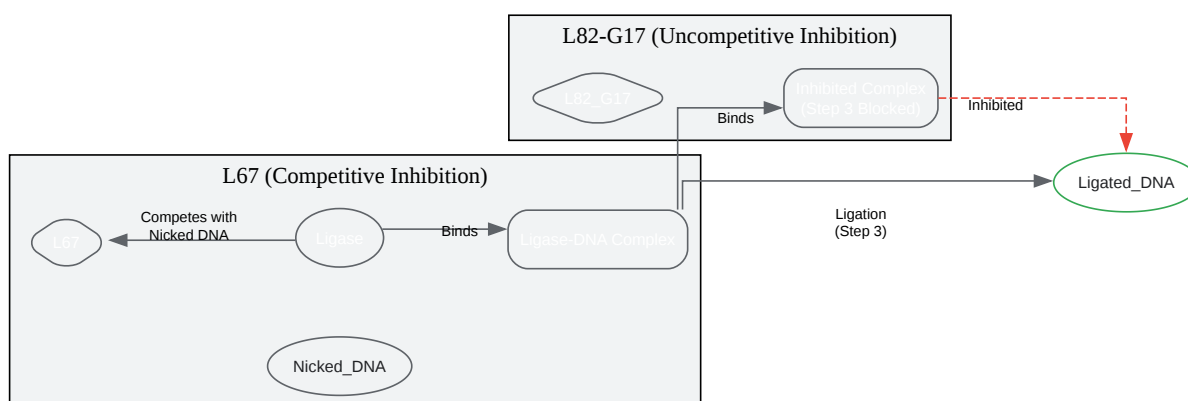 L82-G17 (Uncompetitive Inhibition)
L82_G17
Inhibited Complex
(Step 3 Blocked)
Binds
Inhibited
L67 (Competitive Inhibition)
Ligated_DNA
Competes with
Nicked DNA
L67
Ligase
Binds
Ligase-DNA Complex
Ligation
(Step 3)
Nicked_DNA